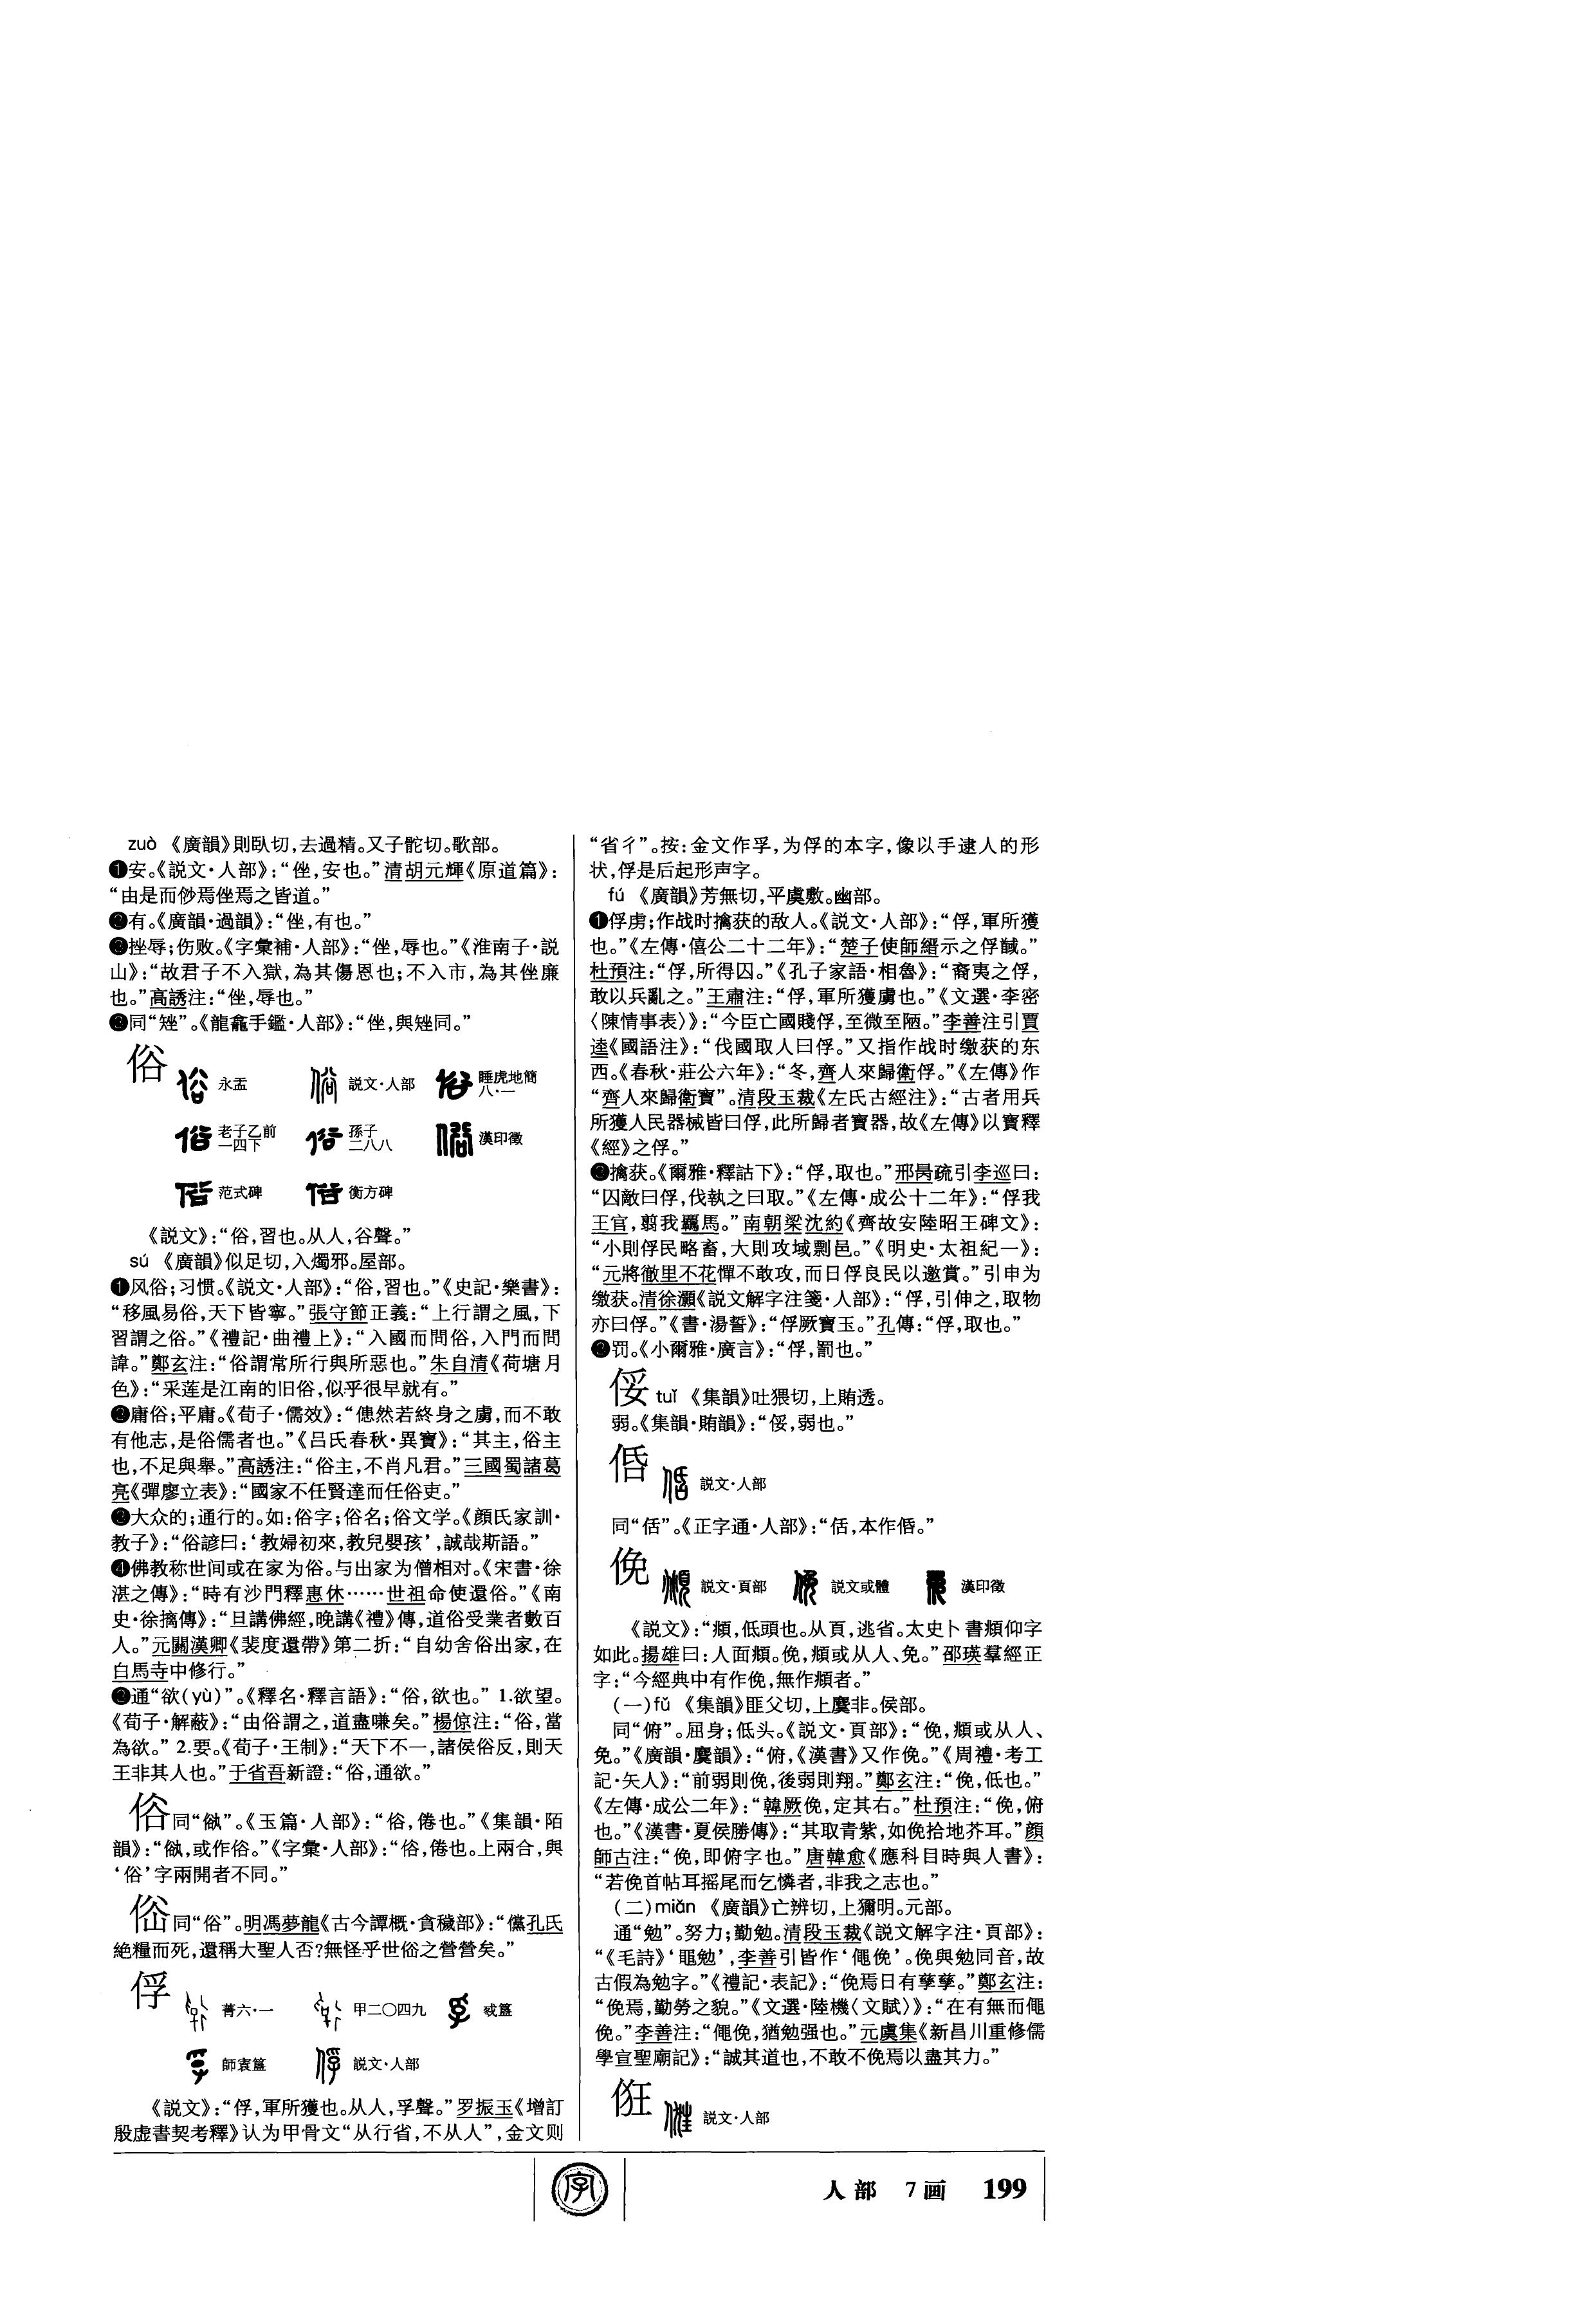 zuò 《廣韻》則臥切,去過精。又子䯱切。歌部。
❶安。《説文·人部》:“侳,安也。”清胡元輝《原道篇》:
“由是而仯焉侳焉之皆道。”
❷有。《廣韻·過韻》:“侳,有也。”
❸挫辱;伤败。《字彙補·人部》:“侳,辱也。”《淮南子·説
山》:“故君子不入獄,為其傷恩也;不入市,為其侳廉
也。”高誘注:“侳,辱也。”
同“矬”。《龍龕手鑑·人部》:“侳,與矬同。”
俗
永盂 説文·人部 睡虎地簡八·一
老子乙前一四下 孫子二八八 漢印徵
范式碑 衡方碑
《説文》:“俗,習也。从人,谷聲。”
sú 《廣韻》似足切,入燭邪。屋部。
❶风俗;习惯。《説文·人部》:“俗,習也。”《史記·樂書》:
“移風易俗,天下皆寧。”張守節正義:“上行謂之風,下
習謂之俗。”《禮記·曲禮上》:“入國而問俗,入門而問
諱。”鄭玄注:“俗謂常所行與所惡也。”朱自清《荷塘月
色》:“采莲是江南的旧俗,似乎很早就有。”
❷庸俗;平庸。《荀子·儒效》:“億然若終身之虜,而不敢
有他志,是俗儒者也。”《吕氏春秋·異寶》:“其主,俗主
也,不足與舉。”高誘注:“俗主,不肖凡君。”三國蜀諸葛
亮《彈廖立表》:“國家不任賢達而任俗吏。”
❸大众的;通行的。如:俗字;俗名;俗文学。《顔氏家訓·
教子》:“俗諺曰:‘教婦初來,教兒嬰孩’,誠哉斯語。”
❹佛教称世间或在家为俗。与出家为僧相对。《宋書·徐
湛之傳》:“時有沙門釋惠休……世祖命使還俗。”《南
史·徐摛傳》:“旦講佛經,晚講《禮》傳,道俗受業者數百
人。”元關漢卿《裴度還帶》第二折:“自幼舍俗出家,在
白馬寺中修行。”
通“欲(yù)”。《釋名·釋言語》:“俗,欲也。” 1.欲望。
《荀子·解蔽》:“由俗謂之,道盡嗛矣。”楊倞注:“俗,當
為欲。” 2.要。《荀子·王制》:“天下不一,諸侯俗反,則天
王非其人也。”于省吾新證:“俗,通欲。”
同“㕁”。《玉篇·人部》:“㑉,倦也。”《集韻·陌
韻》:“㕁,或作㑉。”《字彙·人部》:“㑉,倦也。上兩合,與
‘俗’字兩開者不同。”
同“俗”。明馮夢龍《古今譚概·貪穢部》:“儻孔氏
絶糧而死,還稱大聖人否?無怪乎世俗之營營矣。”
俘
菁六·一 甲二〇四九 㦰簋
師㝨簋 説文·人部
《説文》:“俘,軍所獲也。从人,孚聲。”罗振玉《增訂
殷虚書契考釋》认为甲骨文“从行省,不从人”,金文则
“省彳”。按:金文作孚,为俘的本字,像以手逮人的形
状,俘是后起形声字。
fú 《廣韻》芳無切,平虞敷。幽部。
❶俘虏;作战时擒获的敌人。《説文·人部》:“俘,軍所獲
也。”《左傳·僖公二十二年》:“楚子使師縉示之俘馘。”
杜預注:“俘,所得囚。”《孔子家語·相魯》:“裔夷之俘,
敢以兵亂之。”王肅注:“俘,軍所獲虜也。”《文選·李密
〈陳情事表〉》:“今臣亡國賤俘,至微至陋。”李善注引賈
逵《國語注》:“伐國取人曰俘。”又指作战时缴获的东
西。《春秋·莊公六年》:“冬,齊人來歸衛俘。”《左傳》作
“齊人來歸衛寶”。清段玉裁《左氏古經注》:“古者用兵
所獲人民器械皆曰俘,此所歸者寶器,故《左傳》以寶釋
《經》之俘。”
❷擒获。《爾雅·釋詁下》:“俘,取也。”邢昺疏引李巡曰:
“囚敵曰俘,伐執之曰取。”《左傳·成公十二年》:“俘我
王官,翦我羈馬。”南朝梁沈約《齊故安陸昭王碑文》:
“小則俘民略畜,大則攻城剽邑。”《明史·太祖紀一》:
“元將徹里不花憚不敢攻,而日俘良民以邀賞。”引申为
缴获。清徐灝《説文解字注箋·人部》:“俘,引伸之,取物
亦曰俘。”《書·湯誓》:“俘厥寶玉。”孔傳:“俘,取也。”
❸罚。《小爾雅·廣言》:“俘,罰也。”
俀 tuǐ 《集韻》吐猥切,上賄透。
弱。《集韻·賄韻》:“俀,弱也。”
説文·人部
同“佸”。《正字通·人部》:“佸,本作𠈱。”
俛
説文·頁部 説文或體 漢印徵
《説文》:“頫,低頭也。从頁,逃省。太史卜書頫仰字
如此。揚雄曰:人面頫。俛,頫或从人、免。”邵瑛羣經正
字:“今經典中有作俛,無作頫者。”
(一)fǔ 《集韻》匪父切,上麌非。侯部。
同“俯”。屈身;低头。《説文·頁部》:“俛,頫或从人、
免。”《廣韻·麌韻》:“俯,《漢書》又作俛。”《周禮·考工
記·矢人》:“前弱則俛,後弱則翔。”鄭玄注:“俛,低也。”
《左傳·成公二年》:“韓厥俛,定其右。”杜預注:“俛,俯
也。”《漢書·夏侯勝傳》:“其取青紫,如俛拾地芥耳。”顔
師古注:“俛,即俯字也。”唐韓愈《應科目時與人書》:
“若俛首帖耳摇尾而乞憐者,非我之志也。”
(二)miǎn 《廣韻》亡辨切,上獮明。元部。
通“勉”。努力;勤勉。清段玉裁《説文解字注·頁部》:
“《毛詩》‘黽勉’,李善引皆作‘僶俛’。俛與勉同音,故
古假為勉字。”《禮記·表記》:“俛焉日有孳孳。”鄭玄注:
“俛焉,勤勞之貌。”《文選·陸機〈文賦〉》:“在有無而僶
俛。”李善注:“僶俛,猶勉强也。”元虞集《新昌川重修儒
學宣聖廟記》:“誠其道也,不敢不俛焉以盡其力。”
俇
説文·人部
字
人部 7画 199